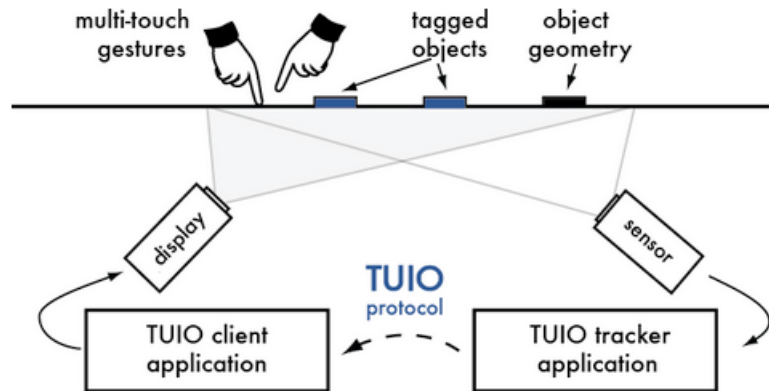 multi-touch
gestures
tagged
objects
object
geometry
display
sensor
TUIO
protocol
TUIO client
application
TUIO tracker
application